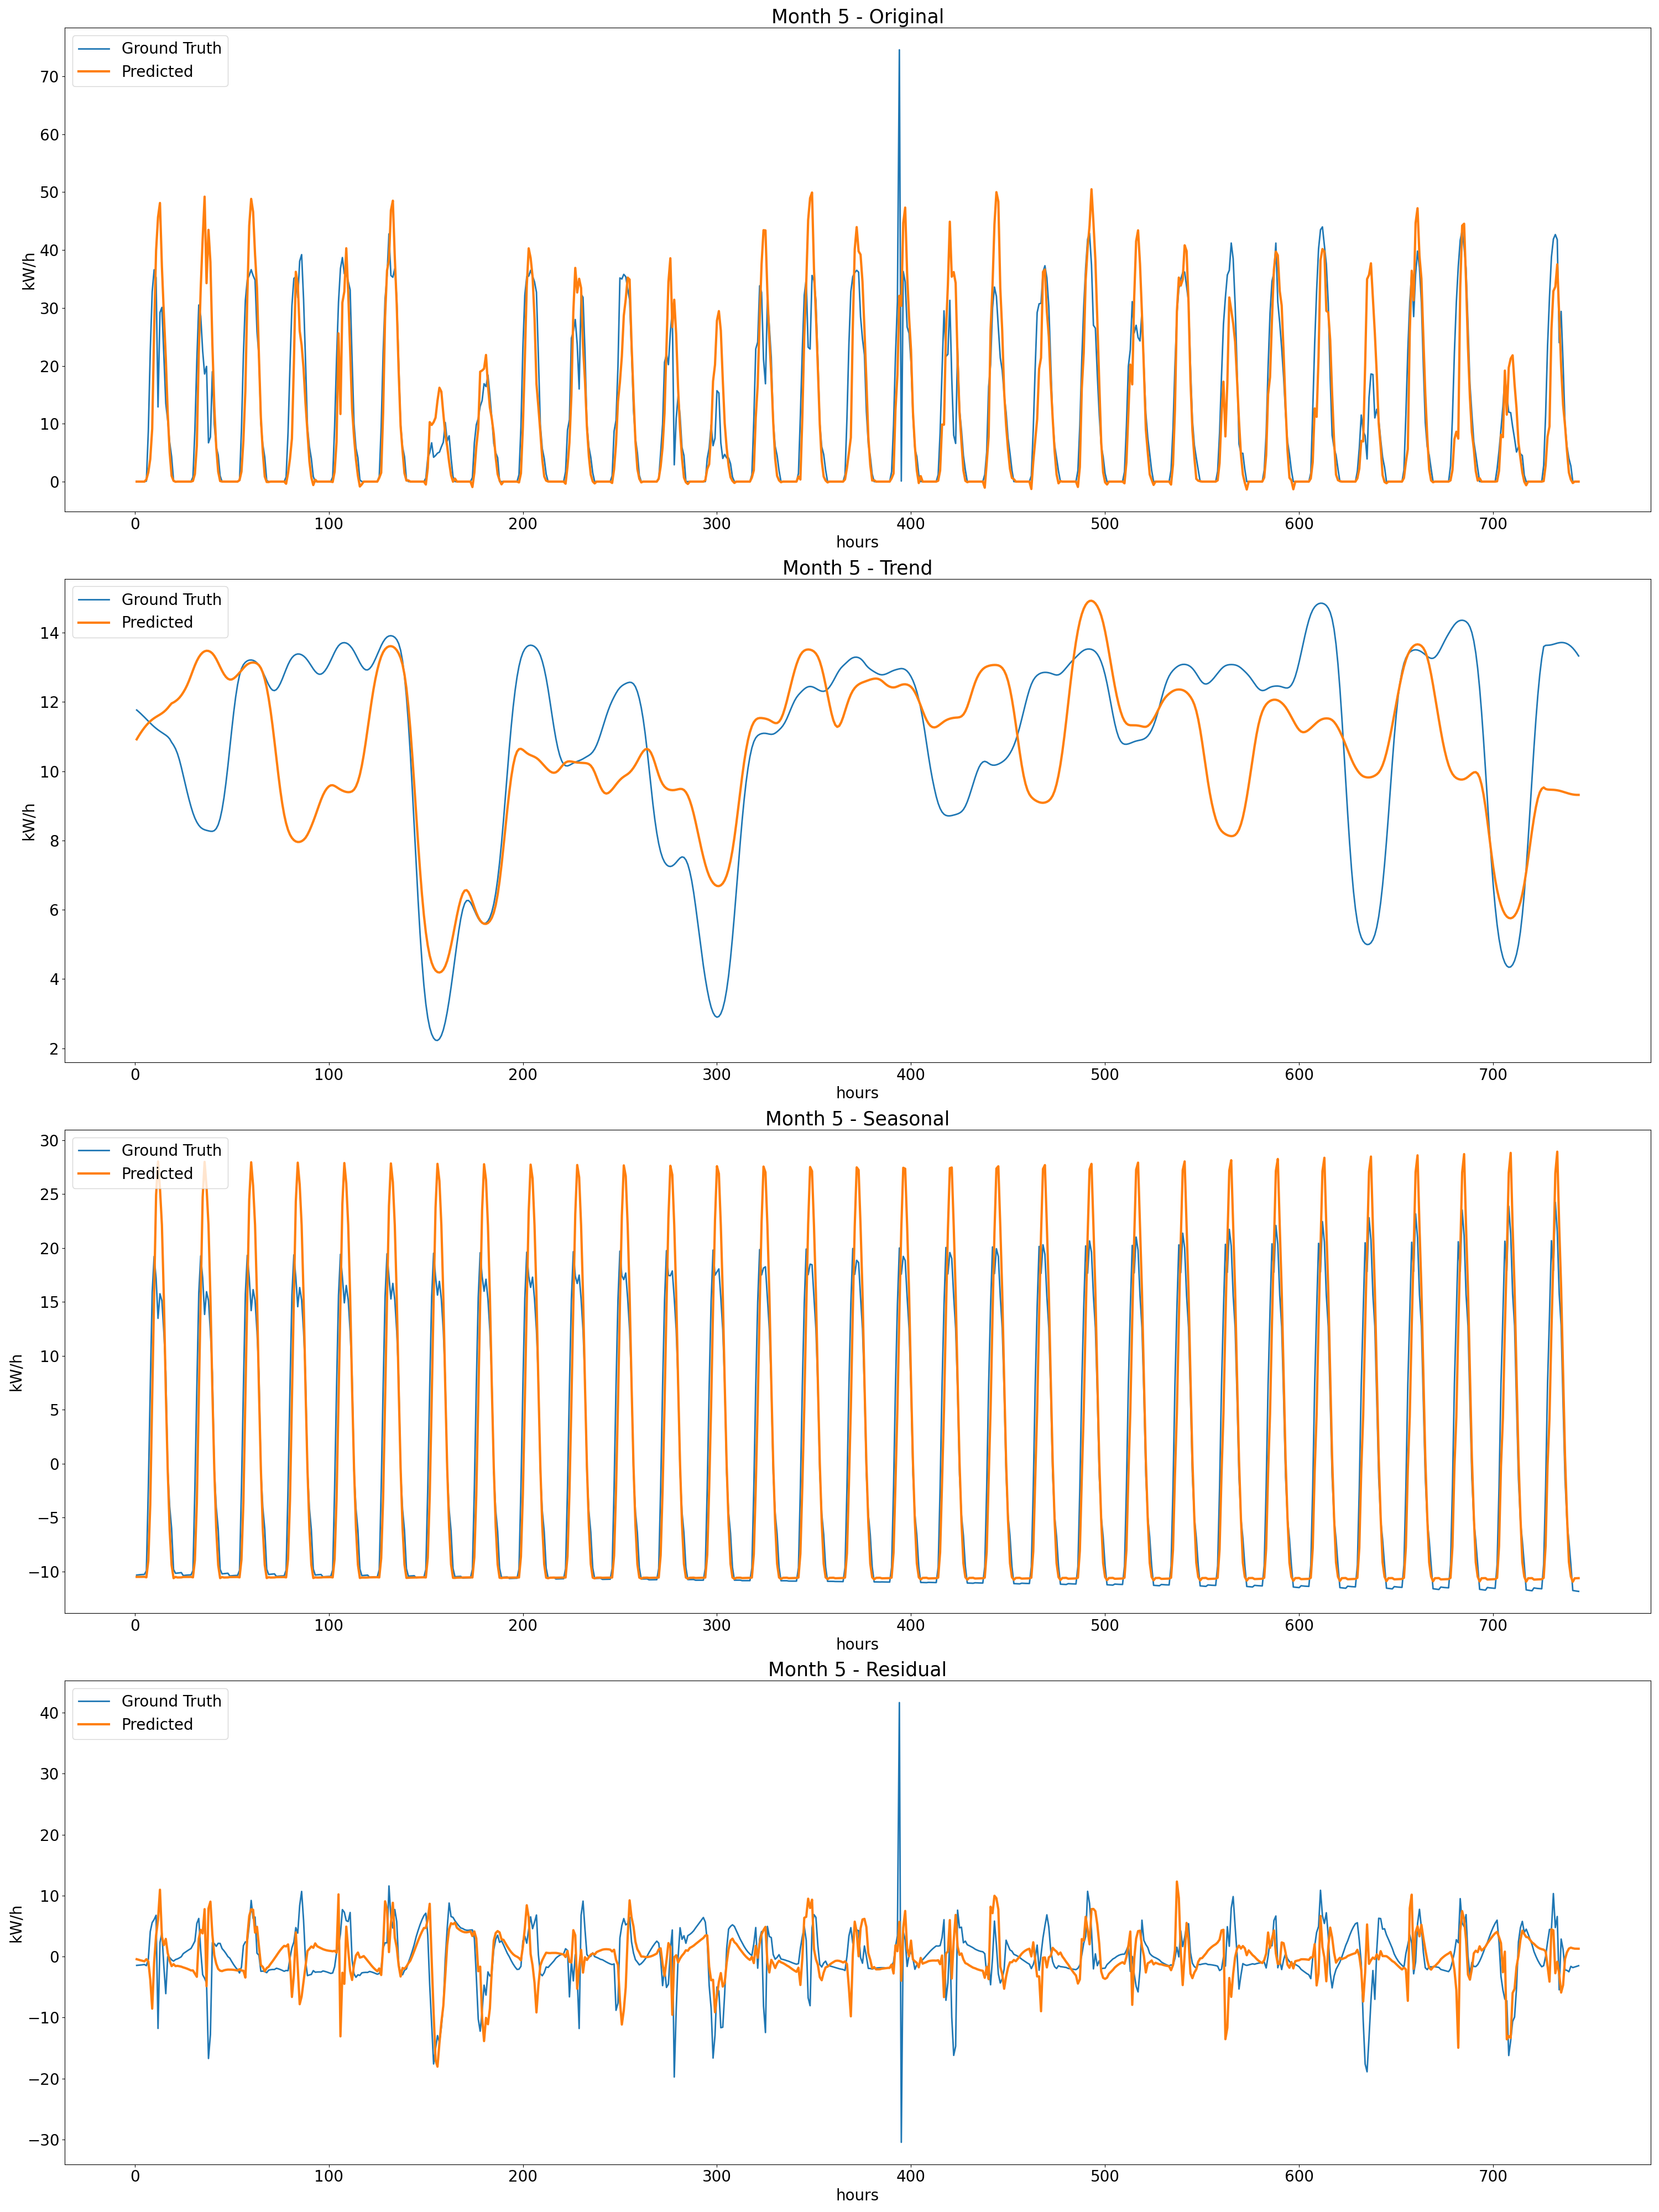 Month 5 - Original
Ground Truth
Predicted
70
60
50
40
30
20
10
0
kW/h
0 100 200 300 400 500 600 700
hours
Month 5 - Trend
Ground Truth
Predicted
14
12
10
8
6
4
2
kW/h
0 100 200 300 400 500 600 700
hours
Month 5 - Seasonal
Ground Truth
Predicted
30
25
20
15
10
5
0
−5
−10
kW/h
0 100 200 300 400 500 600 700
hours
Month 5 - Residual
Ground Truth
Predicted
40
30
20
10
0
−10
−20
−30
kW/h
0 100 200 300 400 500 600 700
hours